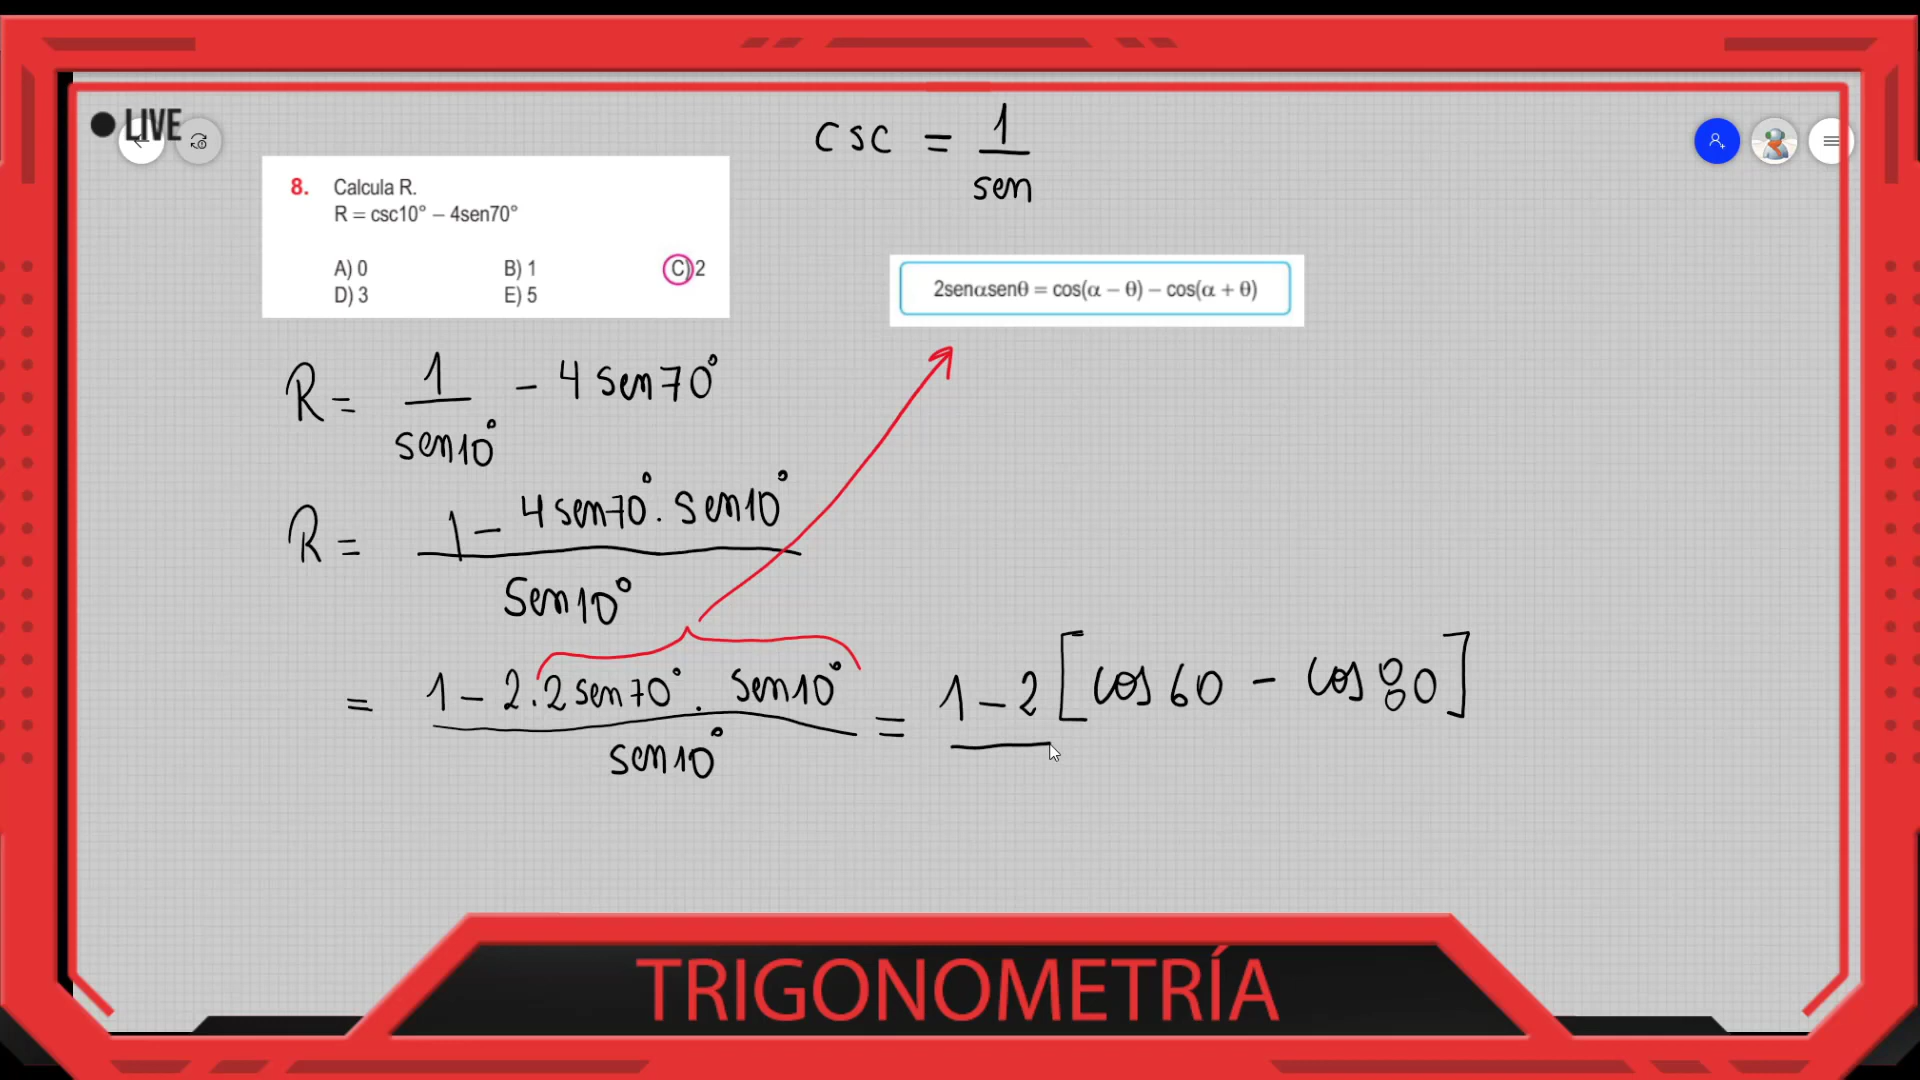 LIVE
csc = 1/sen
8. Calcula R.
R = csc10° – 4sen70°
A) 0 B) 1 C) 2
D) 3 E) 5
2senαsenθ = cos(α – θ) – cos(α + θ)
R = 1/sen10° - 4 sen70°
R = 1 - 4 sen70° . sen10° / Sen10°
= 1 - 2 . 2 sen70° . sen10° / sen10° = 1 - 2 [cos 60 - cos 80]
TRIGONOMETRÍA